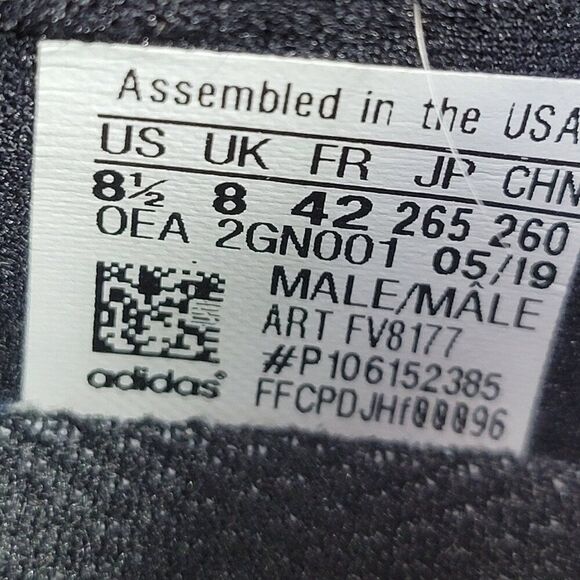 Assembled in the USA
US UK FR JP CHN
8½ 8 42 265 260
OEA 2GN001 05/19
MALE/MÂLE
ART FV8177
#P106152385
adidas®